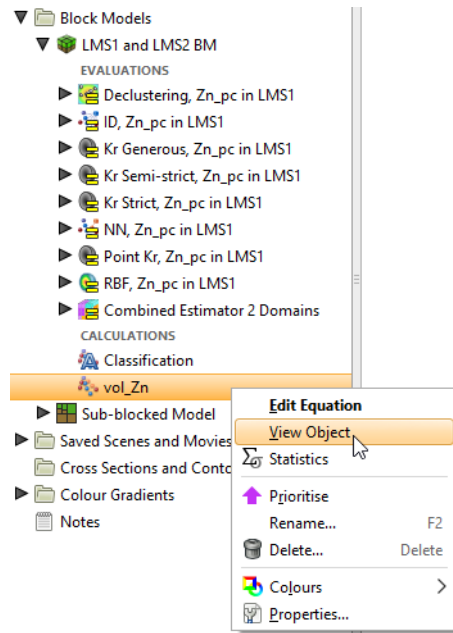 Block Models
LMS1 and LMS2 BM
EVALUATIONS
Declustering, Zn_pc in LMS1
ID, Zn_pc in LMS1
Kr Generous, Zn_pc in LMS1
Kr Semi-strict, Zn_pc in LMS1
Kr Strict, Zn_pc in LMS1
NN, Zn_pc in LMS1
Point Kr, Zn_pc in LMS1
RBF, Zn_pc in LMS1
Combined Estimator 2 Domains
CALCULATIONS
Classification
vol_Zn
Edit Equation
Sub-blocked Model
View Object
Saved Scenes and Movies
Statistics
Cross Sections and Conto
Colour Gradients
Prioritise
Notes
Rename... F2
Delete... Delete
Colours
Properties...